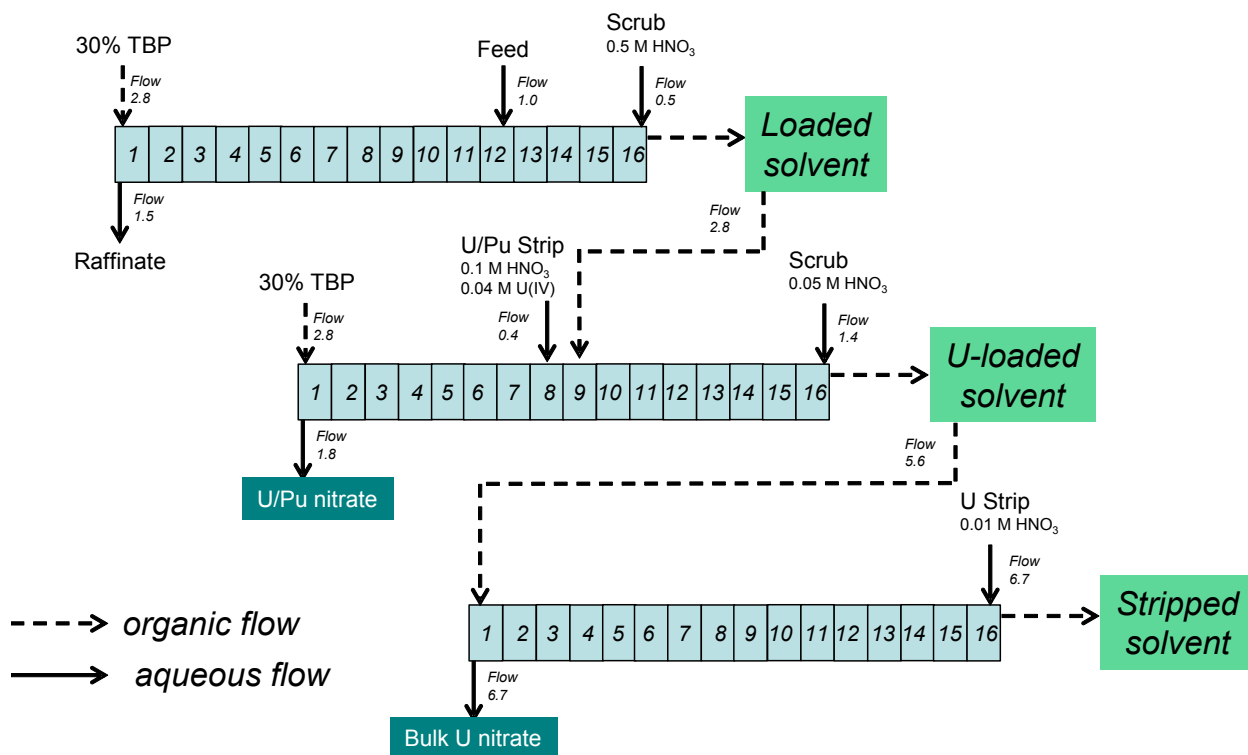 30% TBP
Flow
2.8
Feed
Flow
1.0
Scrub
0.5 M HNO₃
Flow
0.5
1 2 3 4 5 6 7 8 9 10 11 12 13 14 15 16
Loaded
solvent
Flow
1.5
Raffinate
Flow
2.8
30% TBP
Flow
2.8
U/Pu Strip
0.1 M HNO₃
0.04 M U(IV)
Flow
0.4
Scrub
0.05 M HNO₃
Flow
1.4
1 2 3 4 5 6 7 8 9 10 11 12 13 14 15 16
U-loaded
solvent
Flow
1.8
U/Pu nitrate
Flow
5.6
U Strip
0.01 M HNO₃
Flow
6.7
1 2 3 4 5 6 7 8 9 10 11 12 13 14 15 16
Stripped
solvent
Flow
6.7
Bulk U nitrate
organic flow
aqueous flow